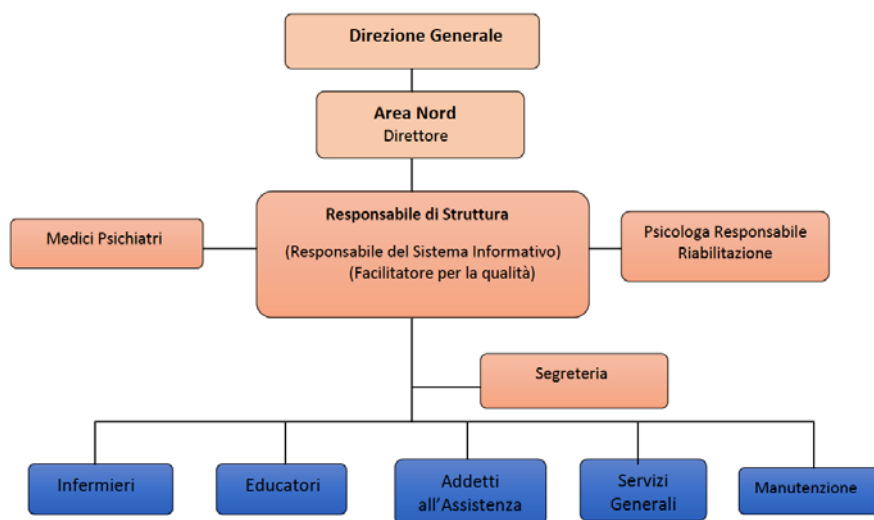 Direzione Generale
Area Nord
Direttore
Responsabile di Struttura
(Responsabile del Sistema Informativo)
(Facilitatore per la qualità)
Medici Psichiatri
Psicologa Responsabile
Riabilitazione
Segreteria
Infermieri
Educatori
Addetti
all’Assistenza
Servizi
Generali
Manutenzione